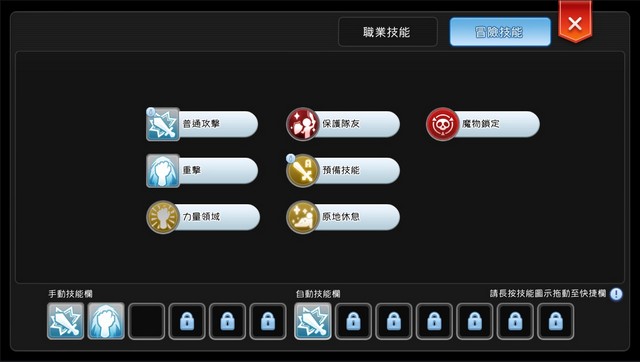 職業技能
冒險技能
普通攻擊
保護隊友
魔物鎖定
重擊
預備技能
力量領域
原地休息
手動技能欄
自動技能欄
請長按技能圖示拖動至快捷欄